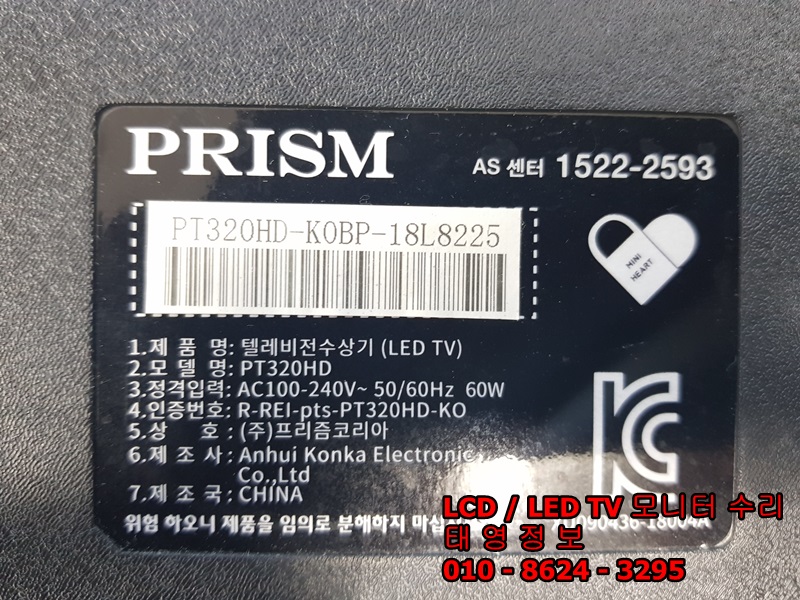 PRISM
AS 센터 1522-2593
PT320HD-K0BP-18L8225
MINI
HEART
1.제 품 명: 텔레비전수상기 (LED TV)
2.모 델 명: PT320HD
3.정격입력: AC100-240V~ 50/60Hz 60W
4.인증번호: R-REI-pts-PT320HD-KO
5.상 호 : (주)프리즘코리아
6.제 조 사: Anhui Konka Electronic
Co.,Ltd
7.제 조 국: CHINA
위험 하오니 제품을 임의로 분해하지 마십
LCD / LED TV 모니터 수리
태 영 정 보
010 - 8624 - 3295